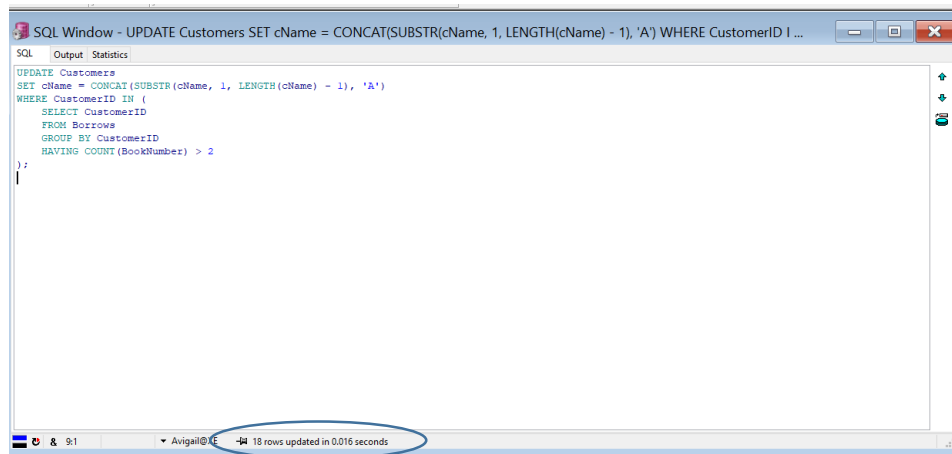 SQL Window - UPDATE Customers SET cName = CONCAT(SUBSTR(cName, 1, LENGTH(cName) - 1), 'A') WHERE CustomerID I ...
SQL Output Statistics
UPDATE Customers
SET cName = CONCAT(SUBSTR(cName, 1, LENGTH(cName) - 1), 'A')
WHERE CustomerID IN (
    SELECT CustomerID
    FROM Borrows
    GROUP BY CustomerID
    HAVING COUNT(BookNumber) > 2
);
& 9:1 Avigail@XE 18 rows updated in 0.016 seconds